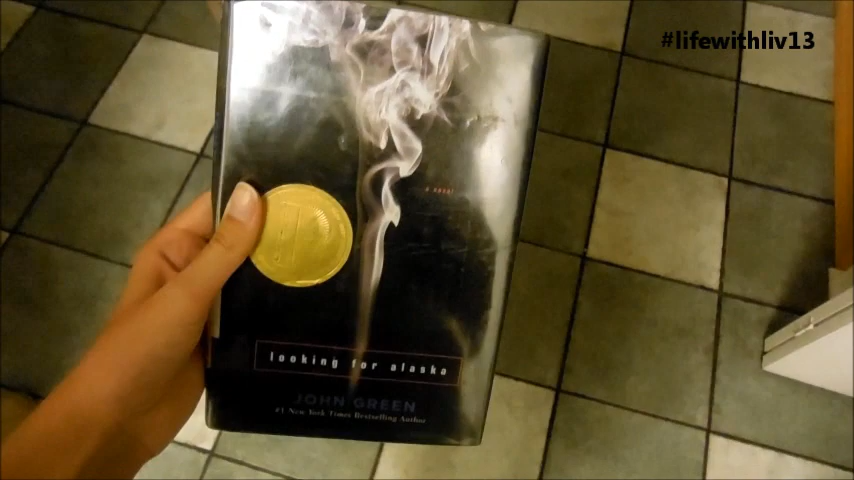 #lifewithliv13
a novel
looking for alaska
JOHN GREEN
#1 New York Times Bestselling Author